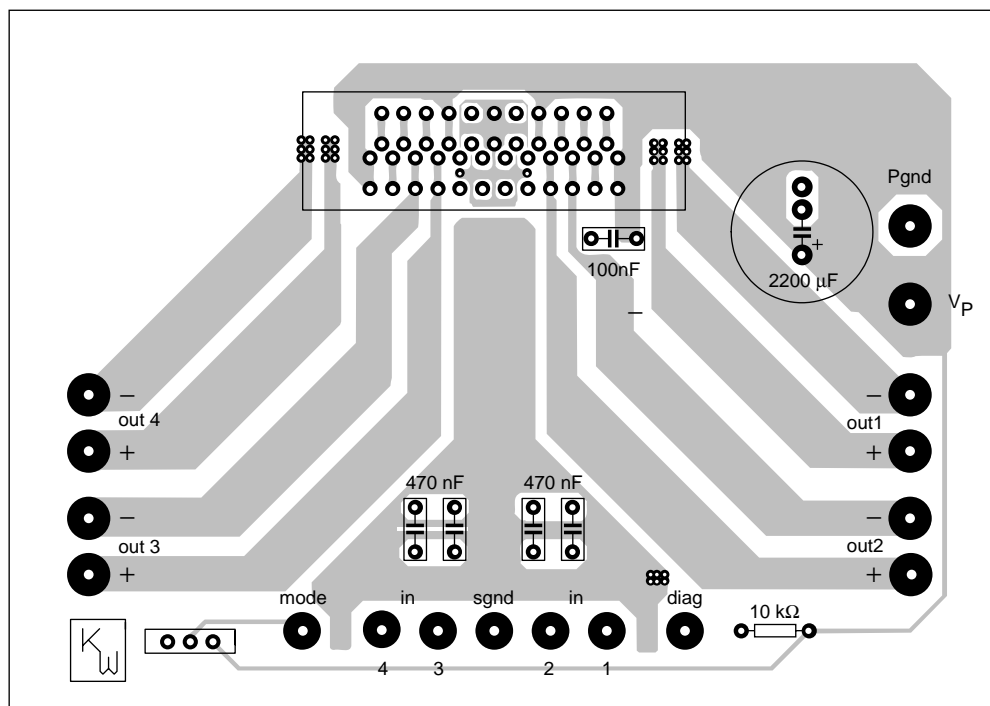 Pgnd
100nF
+
2200 µF
VP
−
−
−
out 4
out1
+
+
470 nF
470 nF
−
−
out 3
out2
+
+
mode
in
sgnd
in
diag
10 kΩ
KW
4
3
2
1